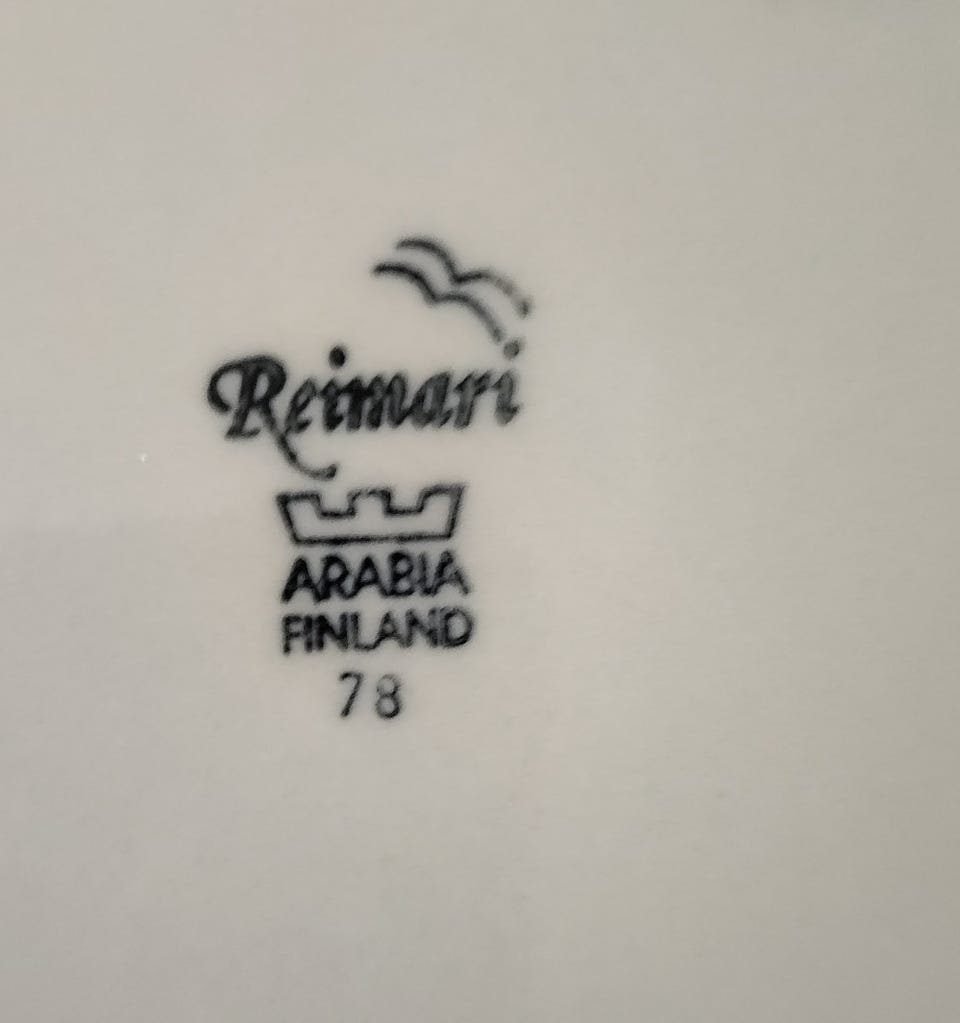 Reimari
ARABIA
FINLAND
78